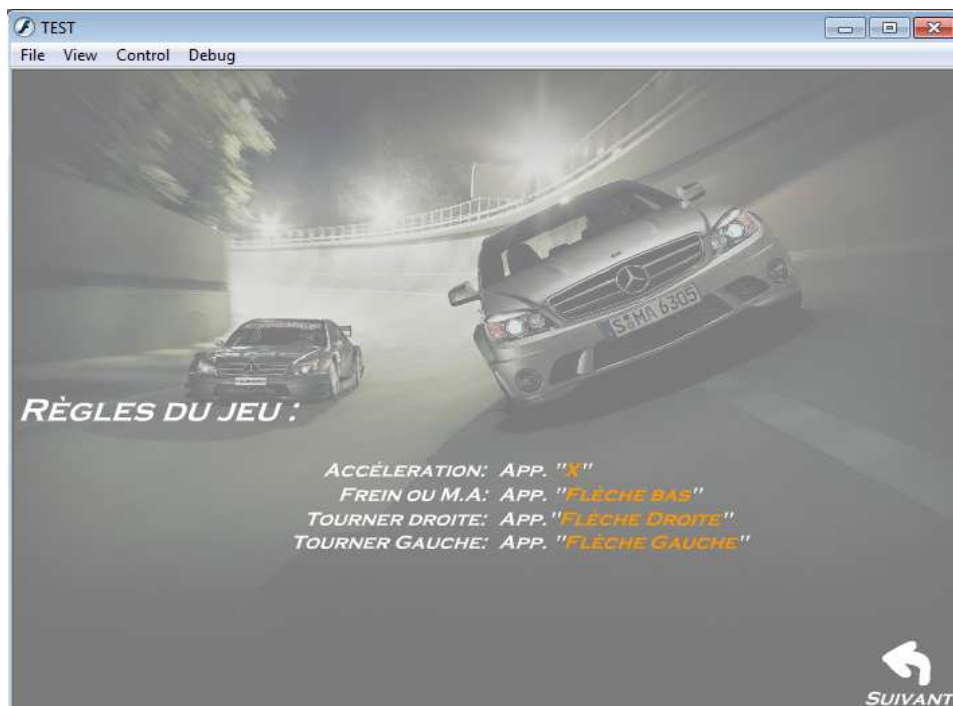 TEST
File View Control Debug
S MA 6305
RÈGLES DU JEU :
ACCÉLERATION: APP. "X"
FREIN OU M.A: APP. "FLÈCHE BAS"
TOURNER DROITE: APP."FLÈCHE DROITE"
TOURNER GAUCHE: APP. "FLÈCHE GAUCHE"
SUIVANT